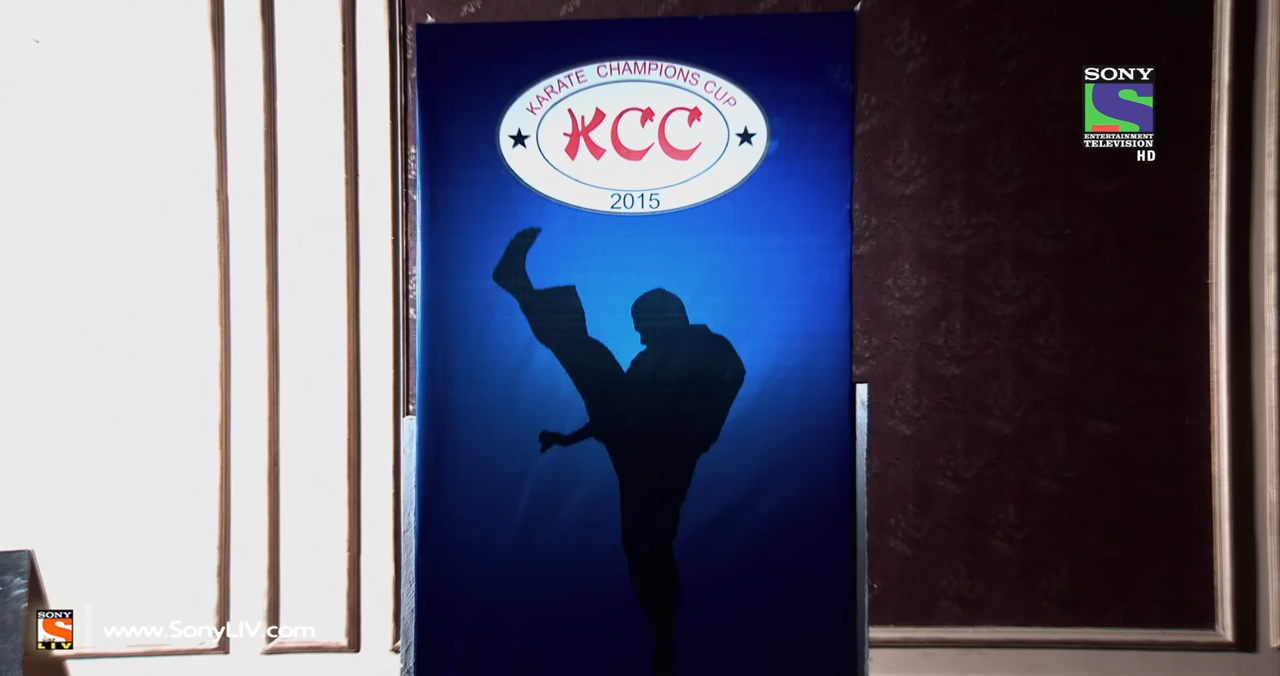 KARATE CHAMPIONS CUP
KCC
2015
SONY
ENTERTAINMENT
TELEVISION
HD
SONY
LIV
www.SonyLIV.com